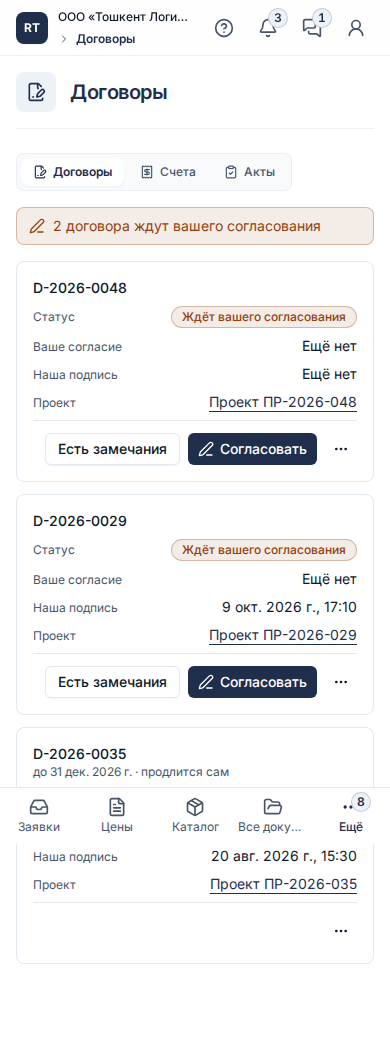 RT
ООО «Тошкент Логи...
Договоры
3
1
Договоры
Договоры
Счета
Акты
2 договора ждут вашего согласования
D-2026-0048
Статус
Ждёт вашего согласования
Ваше согласие
Ещё нет
Наша подпись
Ещё нет
Проект
Проект ПР-2026-048
Есть замечания
Согласовать
D-2026-0029
Статус
Ждёт вашего согласования
Ваше согласие
Ещё нет
Наша подпись
9 окт. 2026 г., 17:10
Проект
Проект ПР-2026-029
Есть замечания
Согласовать
D-2026-0035
до 31 дек. 2026 г. · продлится сам
8
Заявки
Цены
Каталог
Все доку...
Ещё
Наша подпись
20 авг. 2026 г., 15:30
Проект
Проект ПР-2026-035